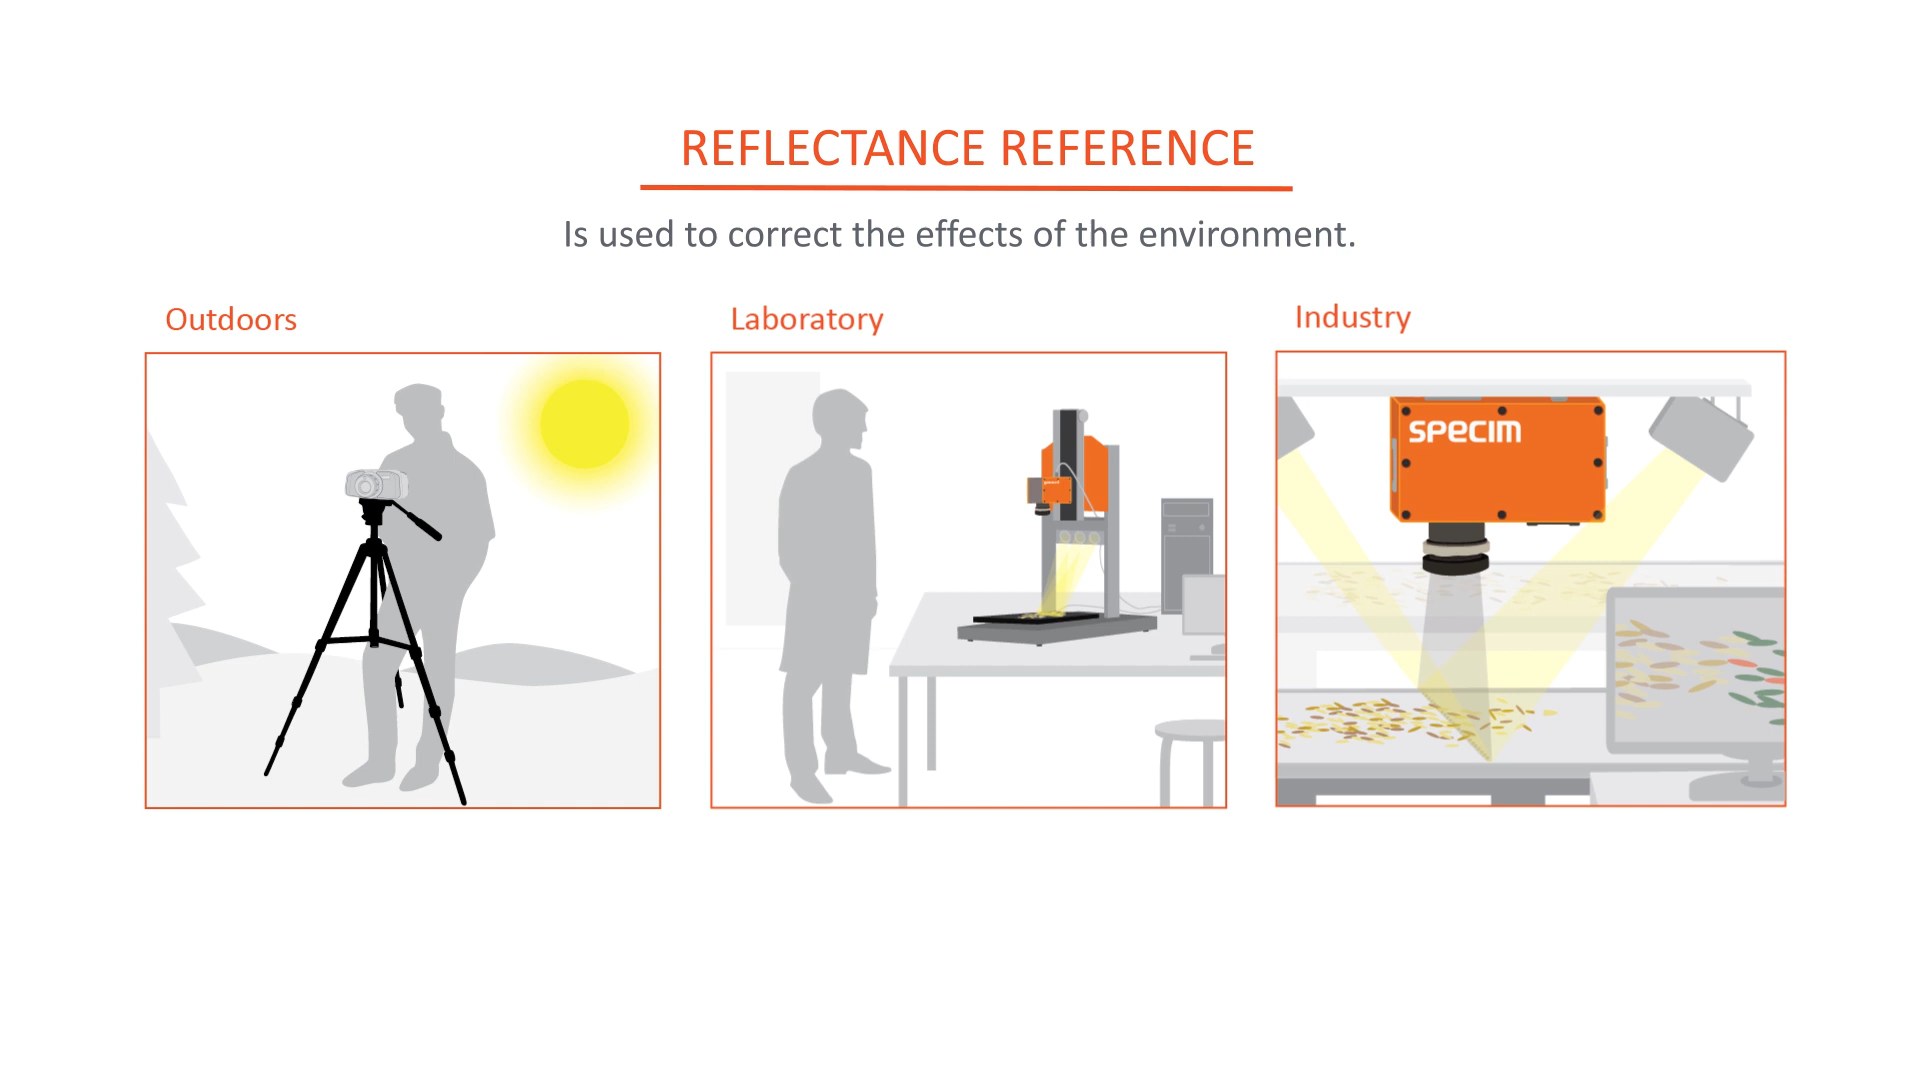 REFLECTANCE REFERENCE
Is used to correct the effects of the environment.
Outdoors
Laboratory
Industry
SPECIM